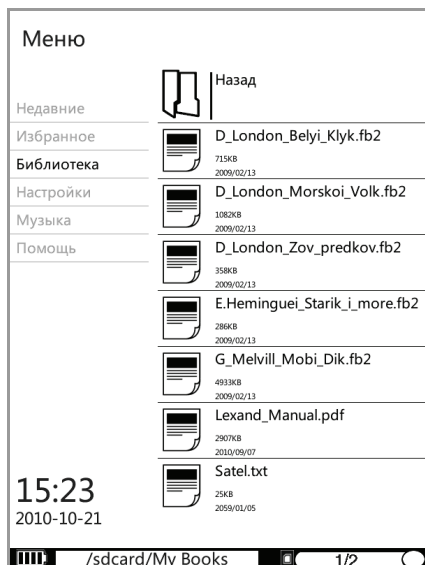 Меню
Недавние
Избранное
Библиотека
Настройки
Музыка
Помощь
Назад
D_London_Belyi_Klyk.fb2
715KB
2009/02/13
D_London_Morskoi_Volk.fb2
1082KB
2009/02/13
D_London_Zov_predkov.fb2
358KB
2009/02/13
E.Heminguei_Starik_i_more.fb2
286KB
2009/02/13
G_Melvill_Mobi_Dik.fb2
4933KB
2009/02/13
Lexand_Manual.pdf
2907KB
2010/09/07
Satel.txt
25KB
2059/01/05
15:23
2010-10-21
/sdcard/My Books
1/2